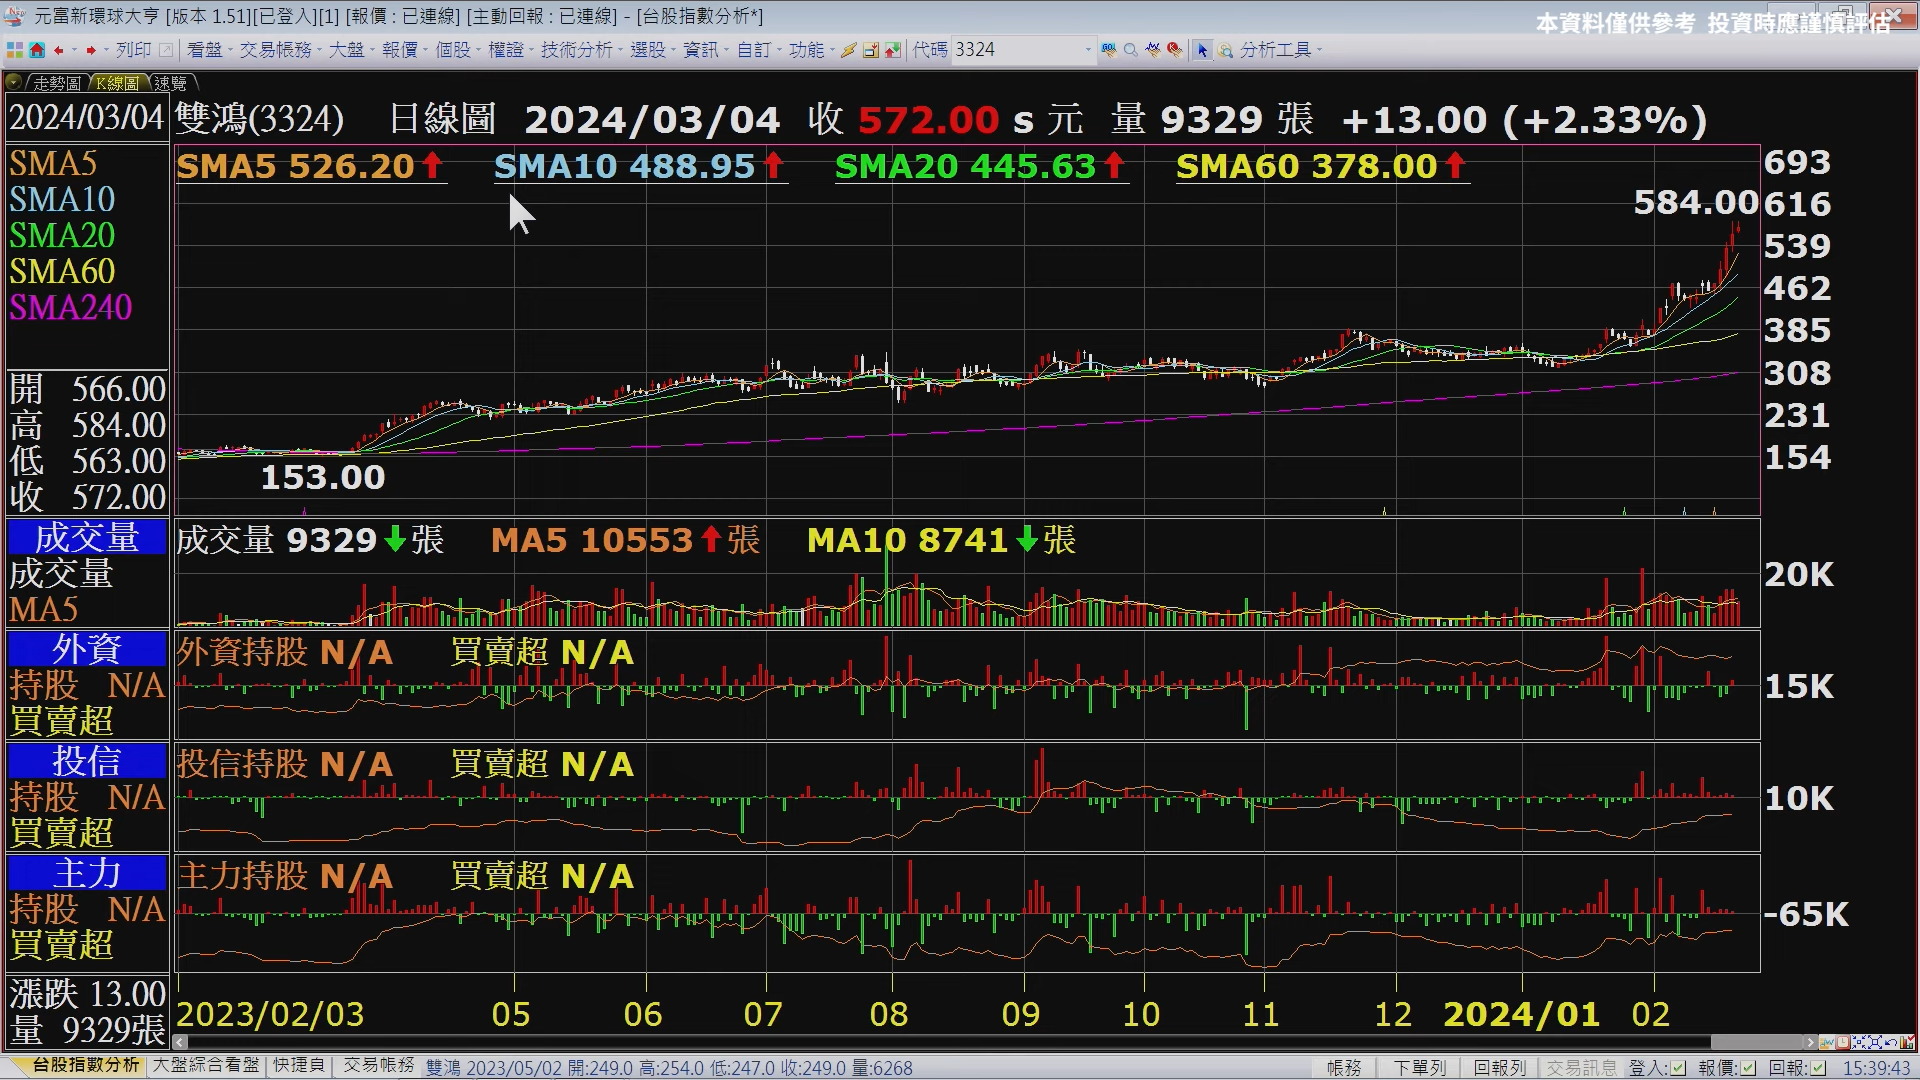 元富新環球大亨 [版本 1.51][已登入][1] [報價 : 已連線] [主動回報 : 已連線] - [台股指數分析*]
本資料僅供參考 投資時應謹慎評估
列印 看盤 交易帳務 大盤 報價 個股 權證 技術分析 選股 資訊 自訂 功能 代碼 3324 分析工具
走勢圖 K線圖 速覽
2024/03/04 雙鴻(3324) 日線圖 2024/03/04 收 572.00 s 元 量 9329 張 +13.00 (+2.33%)
SMA5 SMA5 526.20 SMA10 488.95 SMA20 445.63 SMA60 378.00 693
SMA10 584.00 616
SMA20 539
SMA60 462
SMA240 385
開 566.00 308
高 584.00 231
低 563.00 154
收 572.00 153.00
成交量 成交量 9329 張 MA5 10553 張 MA10 8741 張
成交量 20K
MA5
外資 外資持股 N/A 買賣超 N/A
持股 N/A 15K
買賣超
投信 投信持股 N/A 買賣超 N/A
持股 N/A 10K
買賣超
主力 主力持股 N/A 買賣超 N/A
持股 N/A -65K
買賣超
漲跌 13.00
量 9329張
2023/02/03 05 06 07 08 09 10 11 12 2024/01 02
台股指數分析 大盤綜合看盤 快捷頁 交易帳務 雙鴻 2023/05/02 開:249.0 高:254.0 低:247.0 收:249.0 量:6268 帳務 下單列 回報列 交易訊息 登入: 報價: 回報: 15:39:43